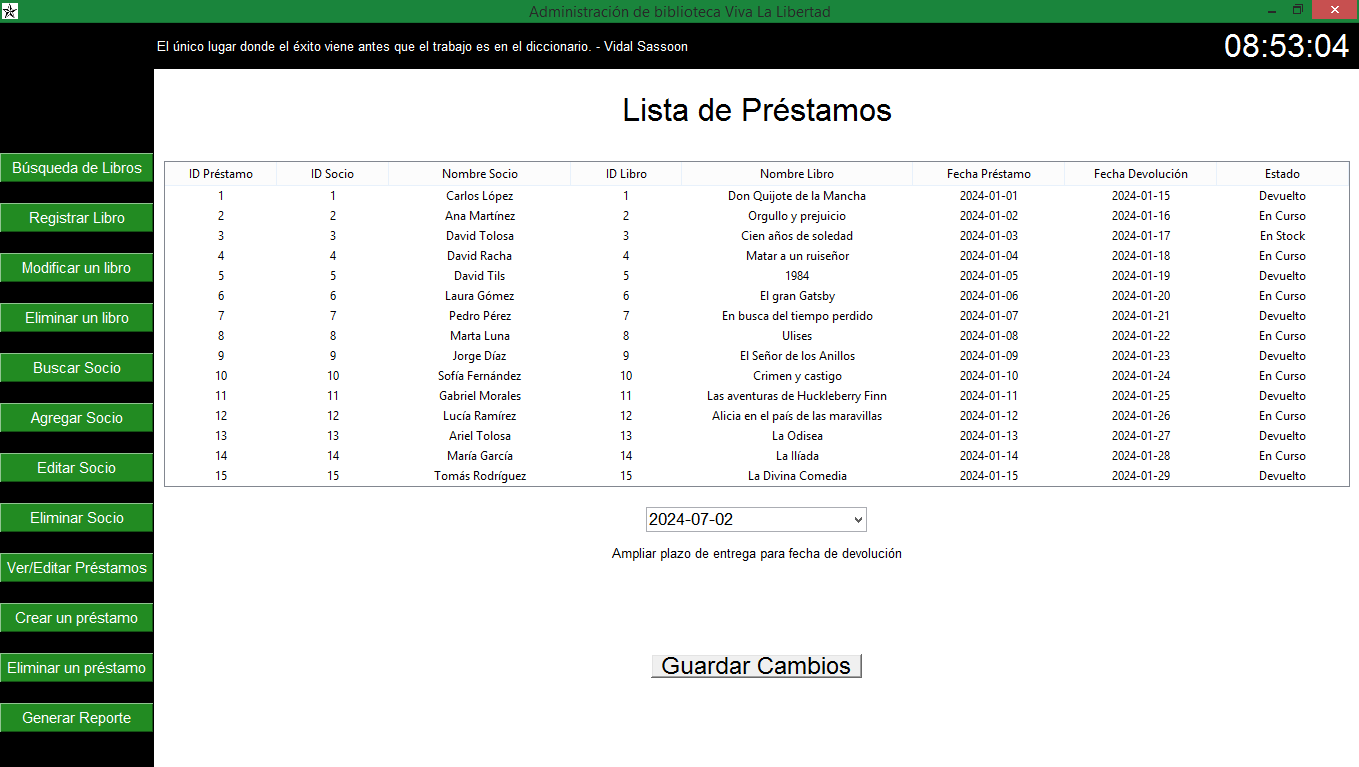 Administración de biblioteca Viva La Libertad
El único lugar donde el éxito viene antes que el trabajo es en el diccionario. - Vidal Sassoon
08:53:04
Búsqueda de Libros
Registrar Libro
Modificar un libro
Eliminar un libro
Buscar Socio
Agregar Socio
Editar Socio
Eliminar Socio
Ver/Editar Préstamos
Crear un préstamo
Eliminar un préstamo
Generar Reporte
Lista de Préstamos
ID Préstamo ID Socio Nombre Socio ID Libro Nombre Libro Fecha Préstamo Fecha Devolución Estado
1 1 Carlos López 1 Don Quijote de la Mancha 2024-01-01 2024-01-15 Devuelto
2 2 Ana Martínez 2 Orgullo y prejuicio 2024-01-02 2024-01-16 En Curso
3 3 David Tolosa 3 Cien años de soledad 2024-01-03 2024-01-17 En Stock
4 4 David Racha 4 Matar a un ruiseñor 2024-01-04 2024-01-18 En Curso
5 5 David Tils 5 1984 2024-01-05 2024-01-19 Devuelto
6 6 Laura Gómez 6 El gran Gatsby 2024-01-06 2024-01-20 En Curso
7 7 Pedro Pérez 7 En busca del tiempo perdido 2024-01-07 2024-01-21 Devuelto
8 8 Marta Luna 8 Ulises 2024-01-08 2024-01-22 En Curso
9 9 Jorge Díaz 9 El Señor de los Anillos 2024-01-09 2024-01-23 Devuelto
10 10 Sofía Fernández 10 Crimen y castigo 2024-01-10 2024-01-24 En Curso
11 11 Gabriel Morales 11 Las aventuras de Huckleberry Finn 2024-01-11 2024-01-25 Devuelto
12 12 Lucía Ramírez 12 Alicia en el país de las maravillas 2024-01-12 2024-01-26 En Curso
13 13 Ariel Tolosa 13 La Odisea 2024-01-13 2024-01-27 Devuelto
14 14 María García 14 La Ilíada 2024-01-14 2024-01-28 En Curso
15 15 Tomás Rodríguez 15 La Divina Comedia 2024-01-15 2024-01-29 Devuelto
2024-07-02
Ampliar plazo de entrega para fecha de devolución
Guardar Cambios